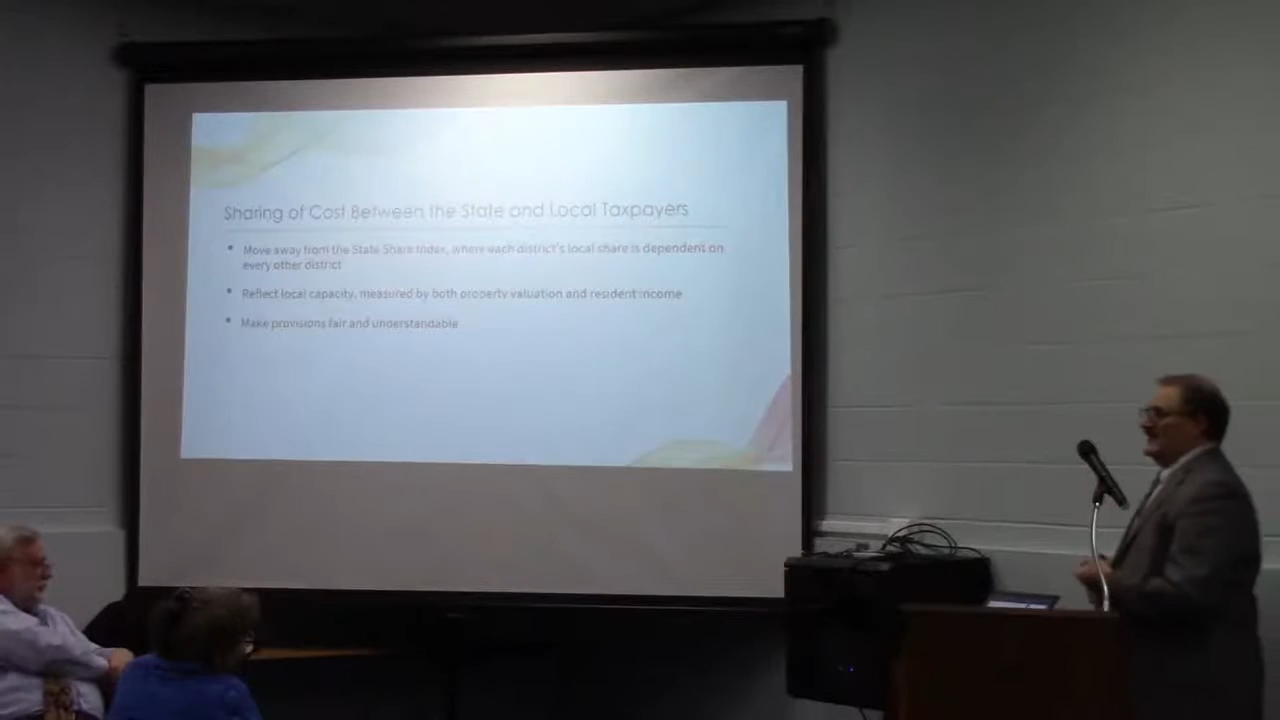 Sharing of Cost Between the State and Local Taxpayers
Move away from the State Share Index, where each district's local share is dependent on
every other district
Reflect local capacity, measured by both property valuation and resident income
Make provisions fair and understandable